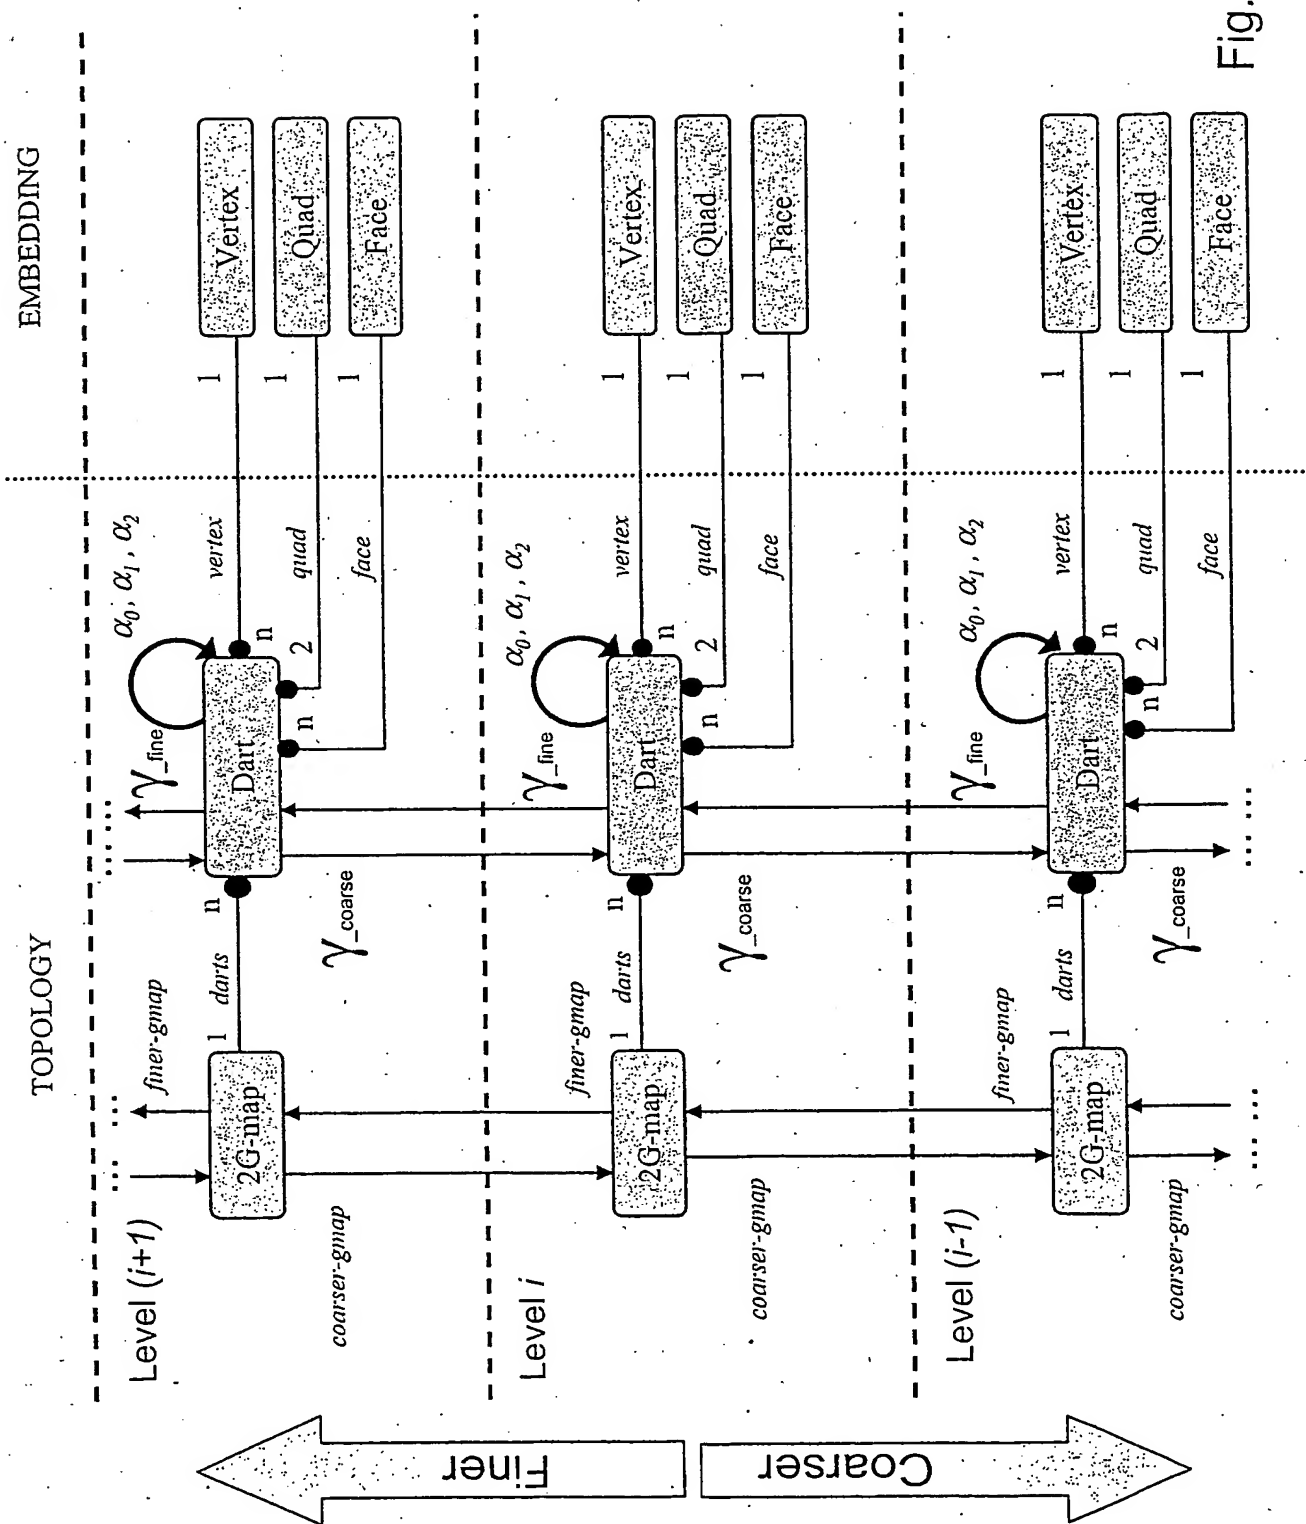 TOPOLOGY
EMBEDDING
Level (i+1)
... ...
finer-gmap
2G-map
coarser-gmap
1
darts
n
... ...
γ_fine
Dart
γ_coarse
α0, α1, α2
n
vertex
1
Vertex
2
quad
1
Quad
n
face
1
Face
Level i
finer-gmap
2G-map
coarser-gmap
1
darts
n
γ_fine
Dart
γ_coarse
α0, α1, α2
n
vertex
1
Vertex
2
quad
1
Quad
n
face
1
Face
Level (i-1)
finer-gmap
2G-map
coarser-gmap
... ...
1
darts
n
γ_fine
Dart
γ_coarse
... ...
α0, α1, α2
n
vertex
1
Vertex
2
quad
1
Quad
n
face
1
Face
Finer
Coarser
Fig.